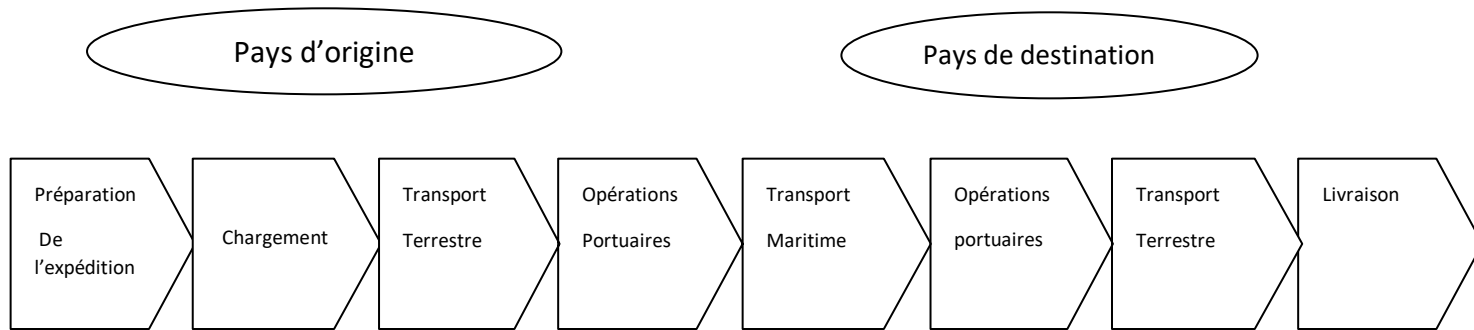 Pays d’origine
Pays de destination
Préparation
De
l’expédition
Chargement
Transport
Terrestre
Opérations
Portuaires
Transport
Maritime
Opérations
portuaires
Transport
Terrestre
Livraison